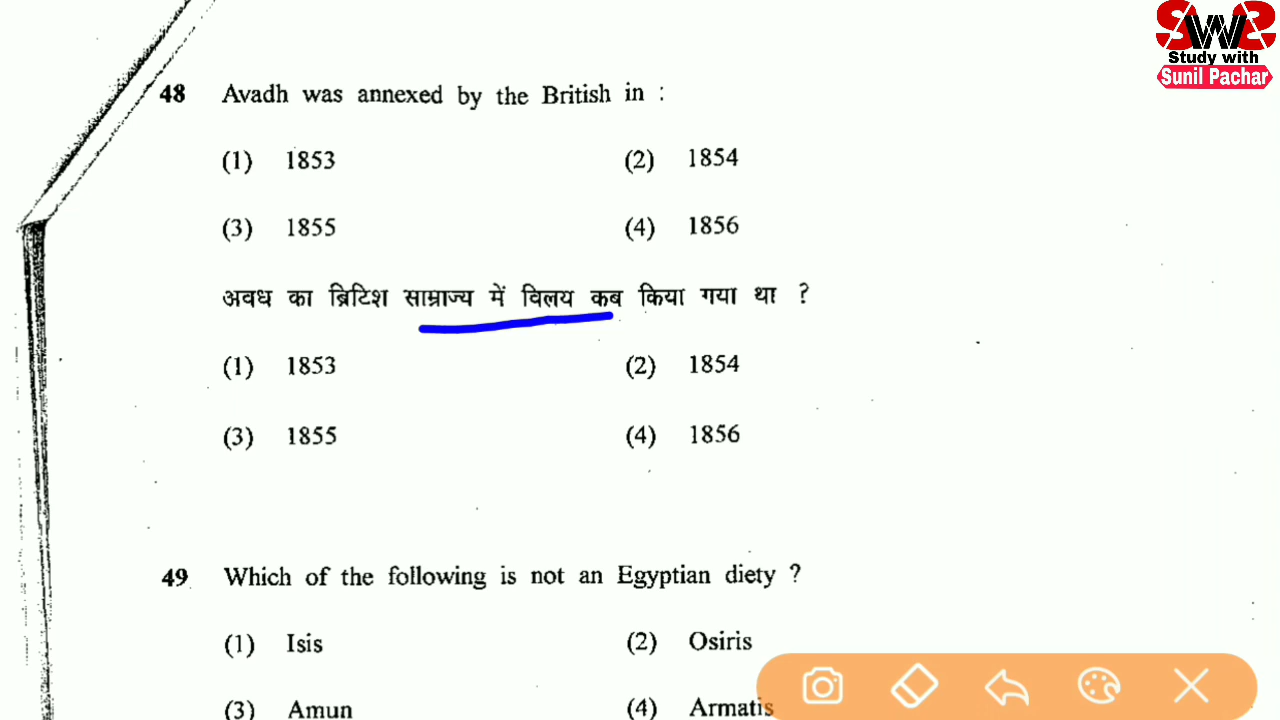 SWS
Study with
Sunil Pachar
48 Avadh was annexed by the British in :
(1) 1853 (2) 1854
(3) 1855 (4) 1856
अवध का ब्रिटिश साम्राज्य में विलय कब किया गया था ?
(1) 1853 (2) 1854
(3) 1855 (4) 1856
49 Which of the following is not an Egyptian diety ?
(1) Isis (2) Osiris
(3) Amun (4) Armatis